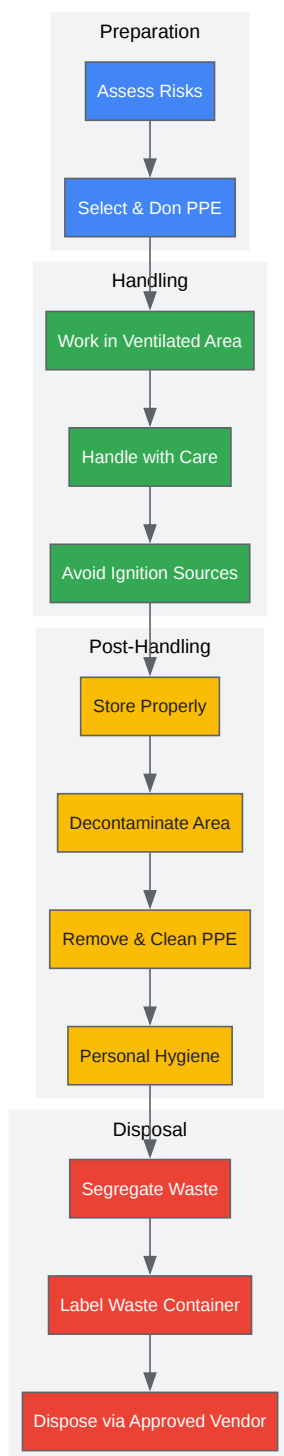 Preparation
Assess Risks
Select & Don PPE
Handling
Work in Ventilated Area
Handle with Care
Avoid Ignition Sources
Post-Handling
Store Properly
Decontaminate Area
Remove & Clean PPE
Personal Hygiene
Disposal
Segregate Waste
Label Waste Container
Dispose via Approved Vendor